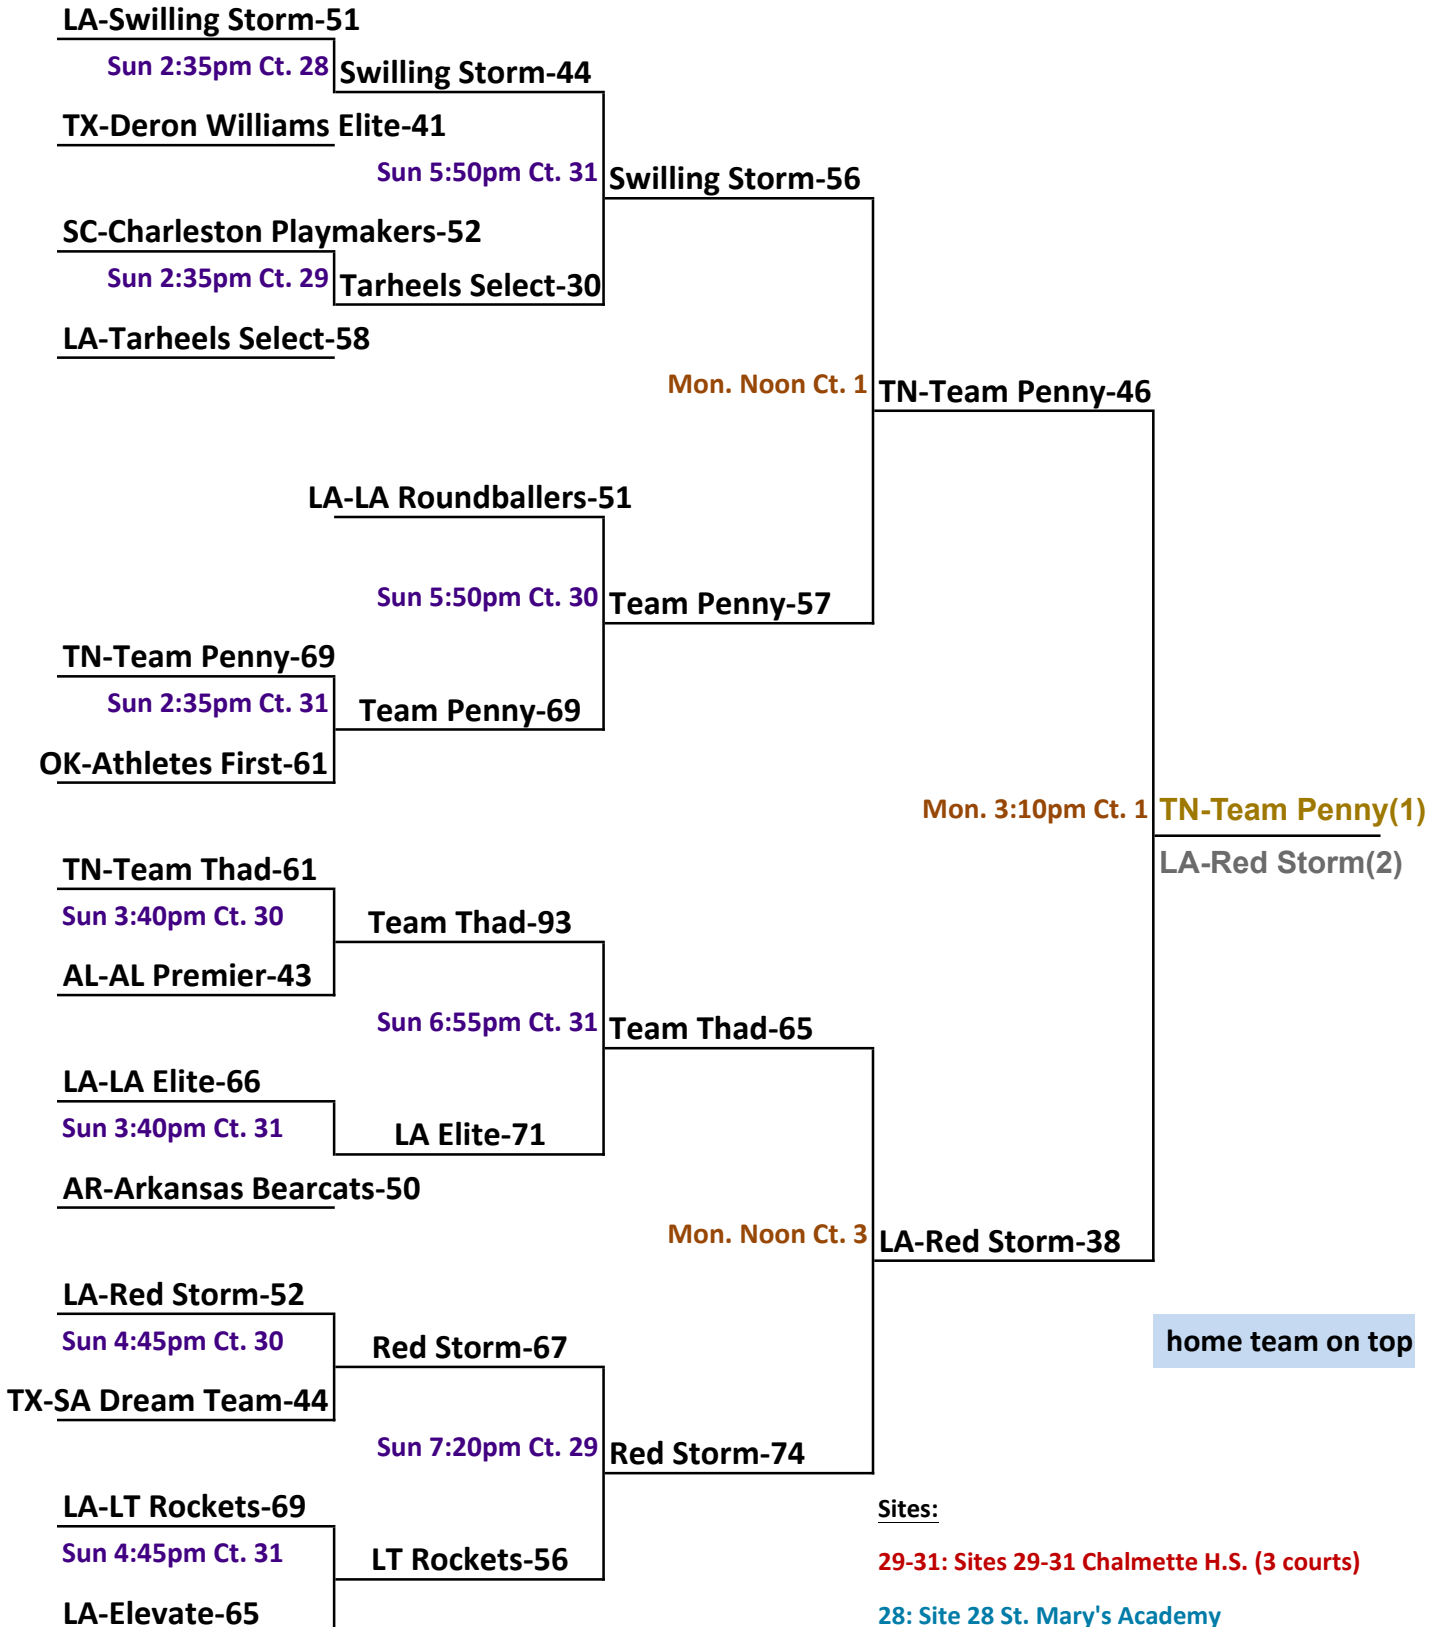 LA-Swilling Storm-51
Sun 2:35pm Ct. 28
Swilling Storm-44
TX-Deron Williams Elite-41
Sun 5:50pm Ct. 31
Swilling Storm-56
SC-Charleston Playmakers-52
Sun 2:35pm Ct. 29
Tarheels Select-30
LA-Tarheels Select-58
Mon. Noon Ct. 1
TN-Team Penny-46
LA-LA Roundballers-51
Sun 5:50pm Ct. 30
Team Penny-57
TN-Team Penny-69
Sun 2:35pm Ct. 31
Team Penny-69
OK-Athletes First-61
Mon. 3:10pm Ct. 1
TN-Team Penny(1)
LA-Red Storm(2)
TN-Team Thad-61
Sun 3:40pm Ct. 30
Team Thad-93
AL-AL Premier-43
Sun 6:55pm Ct. 31
Team Thad-65
LA-LA Elite-66
Sun 3:40pm Ct. 31
LA Elite-71
AR-Arkansas Bearcats-50
Mon. Noon Ct. 3
LA-Red Storm-38
LA-Red Storm-52
Sun 4:45pm Ct. 30
Red Storm-67
home team on top
TX-SA Dream Team-44
Sun 7:20pm Ct. 29
Red Storm-74
LA-LT Rockets-69
Sites:
Sun 4:45pm Ct. 31
LT Rockets-56
29-31: Sites 29-31 Chalmette H.S. (3 courts)
LA-Elevate-65
28: Site 28 St. Mary's Academy